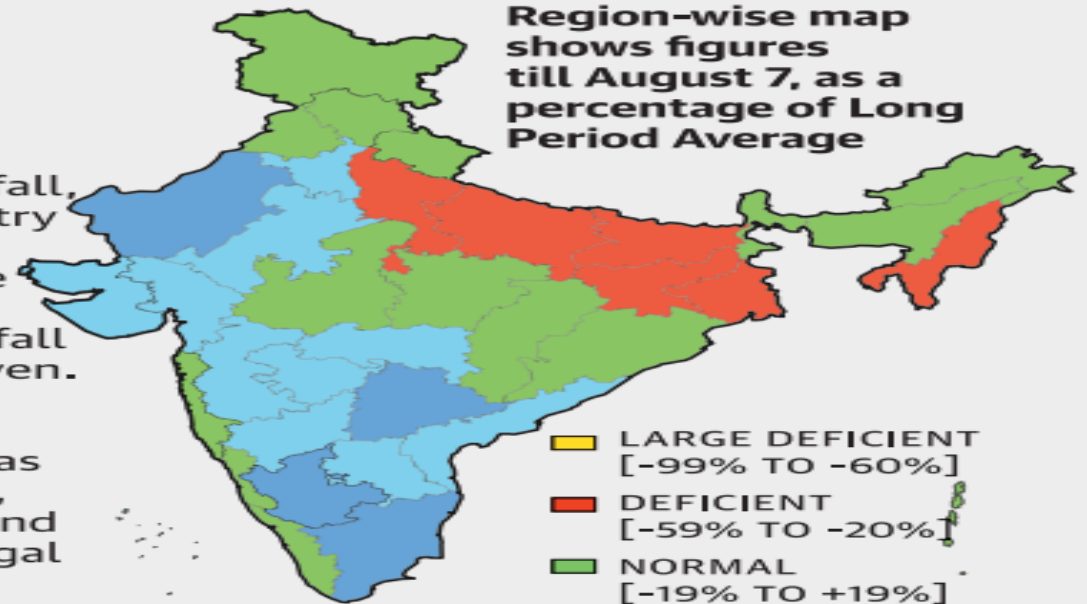 Region-wise map
shows figures
till August 7, as a
percentage of Long
Period Average
fall,
try
e
fall
ven.
as
nd
gal
LARGE DEFICIENT
[-99% TO -60%]
DEFICIENT
[-59% TO -20%]
NORMAL
[-19% TO +19%]